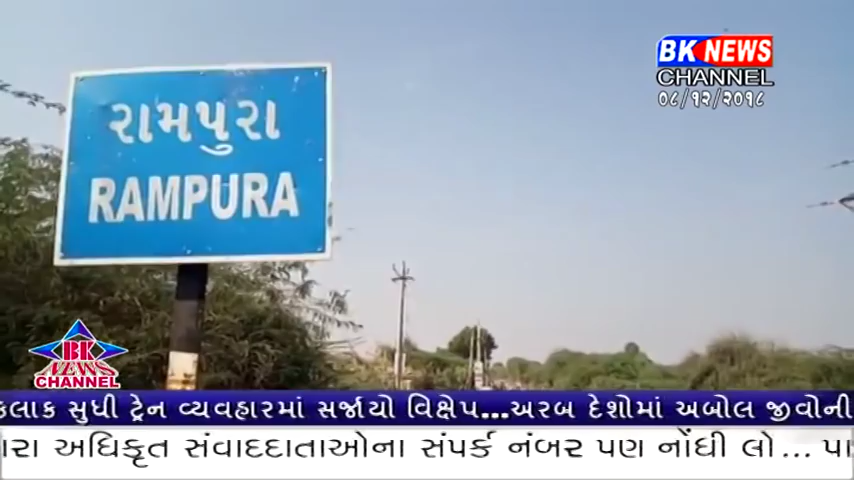 રામપુરા
RAMPURA
BK NEWS
CHANNEL
૦૮/૧૨/૨૦૧૮
BK
CHANNEL
કલાક સુધી ટ્રેન વ્યવહારમાં સર્જાયો વિક્ષેપ...અરબ દેશોમાં અબોલ જીવોની
અધિકૃત સંવાદદાતાઓના સંપર્ક નંબર પણ નોંધી લો... પા